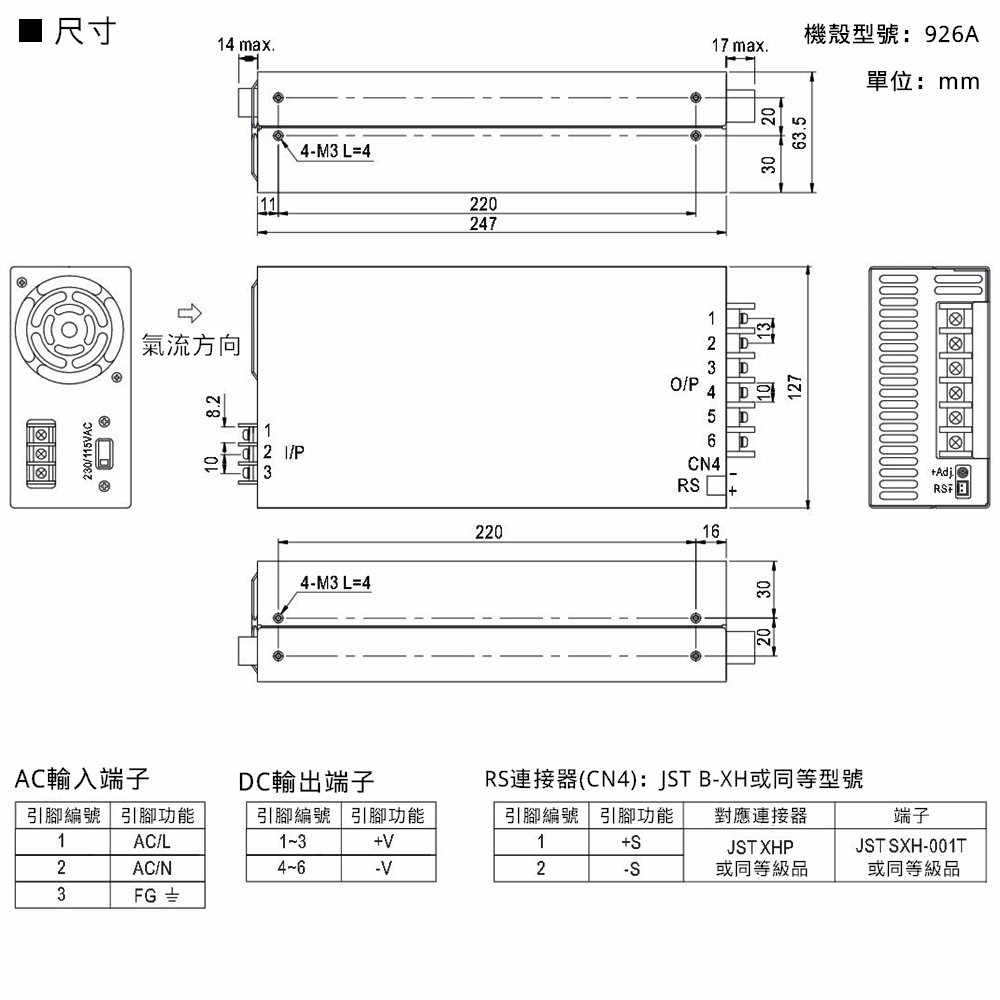 ■ 尺寸
機殼型號：926A
單位：mm
14 max.
17 max.
4-M3 L=4
20
63.5
30
11
220
247
氣流方向
230/115VAC
8.2
10
1
2 I/P
3
1
2
3
O/P 4
5
6
CN4 -
RS +
13
10
127
+Adj.
RS
220
16
4-M3 L=4
30
20
AC輸入端子
引腳編號 引腳功能
1 AC/L
2 AC/N
3 FG ⏚
DC輸出端子
引腳編號 引腳功能
1~3 +V
4~6 -V
RS連接器(CN4)：JST B-XH或同等型號
引腳編號 引腳功能 對應連接器 端子
1 +S JST XHP JST SXH-001T
2 -S 或同等級品 或同等級品